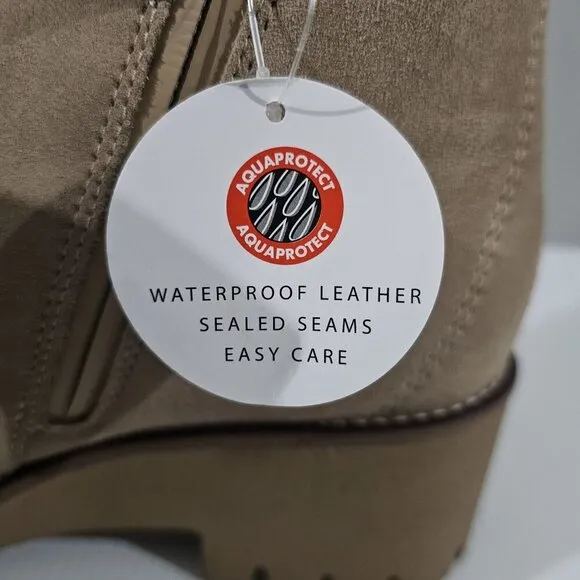 AQUAPROTECT
AQUAPROTECT
WATERPROOF LEATHER
SEALED SEAMS
EASY CARE